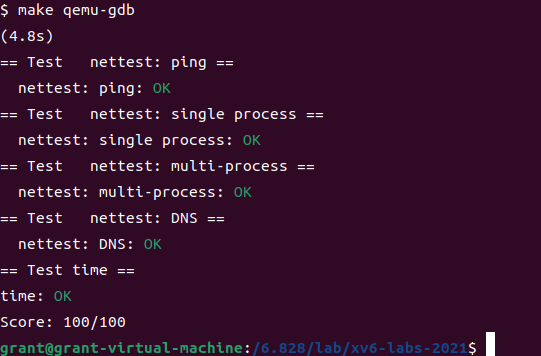 $ make qemu-gdb
(4.8s)
== Test   nettest: ping ==
  nettest: ping: OK
== Test   nettest: single process ==
  nettest: single process: OK
== Test   nettest: multi-process ==
  nettest: multi-process: OK
== Test   nettest: DNS ==
  nettest: DNS: OK
== Test time ==
time: OK
Score: 100/100
grant@grant-virtual-machine:/6.828/lab/xv6-labs-2021$